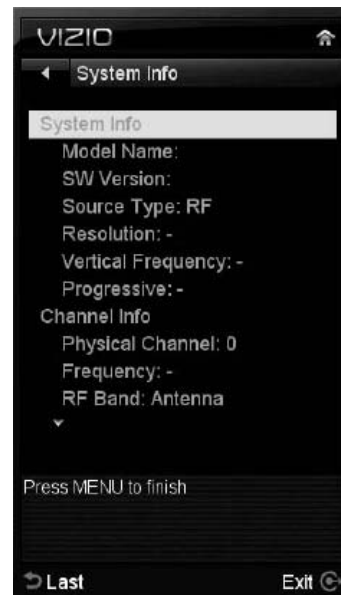 VIZIO
System Info
System Info
Model Name:
SW Version:
Source Type: RF
Resolution: -
Vertical Frequency: -
Progressive: -
Channel Info
Physical Channel: 0
Frequency: -
RF Band: Antenna
Press MENU to finish
Last Exit